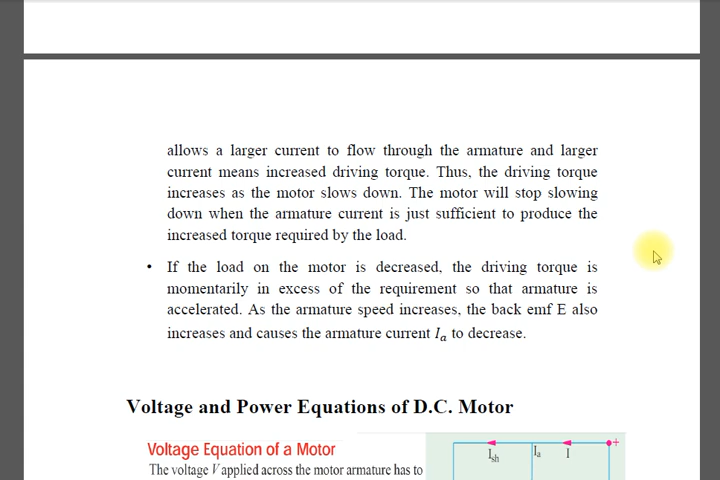 allows a larger current to flow through the armature and larger
current means increased driving torque. Thus, the driving torque
increases as the motor slows down. The motor will stop slowing
down when the armature current is just sufficient to produce the
increased torque required by the load.
• If the load on the motor is decreased, the driving torque is
momentarily in excess of the requirement so that armature is
accelerated. As the armature speed increases, the back emf E also
increases and causes the armature current Iₐ to decrease.
Voltage and Power Equations of D.C. Motor
Voltage Equation of a Motor
The voltage V applied across the motor armature has to
Ish Ia I +